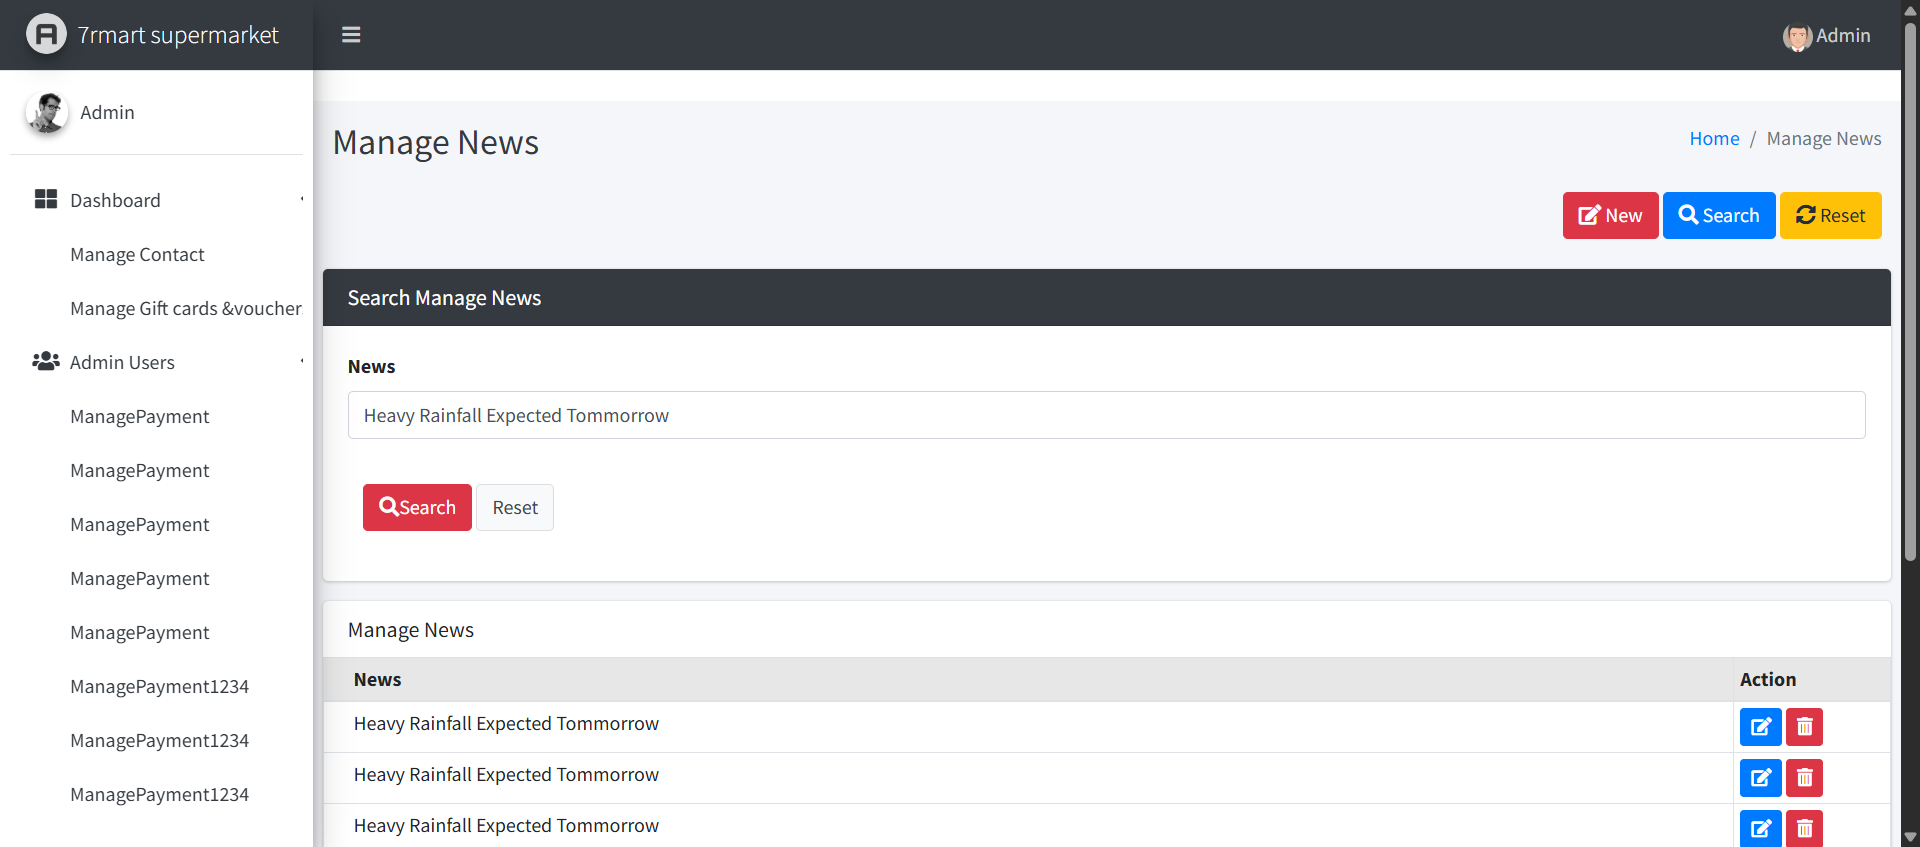 7rmart supermarket
Admin
Admin
Manage News
Home / Manage News
New
Search
Reset
Dashboard
Manage Contact
Manage Gift cards &voucher
Admin Users
ManagePayment
ManagePayment
ManagePayment
ManagePayment
ManagePayment
ManagePayment1234
ManagePayment1234
ManagePayment1234
Search Manage News
News
Heavy Rainfall Expected Tommorrow
Search
Reset
Manage News
News Action
Heavy Rainfall Expected Tommorrow
Heavy Rainfall Expected Tommorrow
Heavy Rainfall Expected Tommorrow